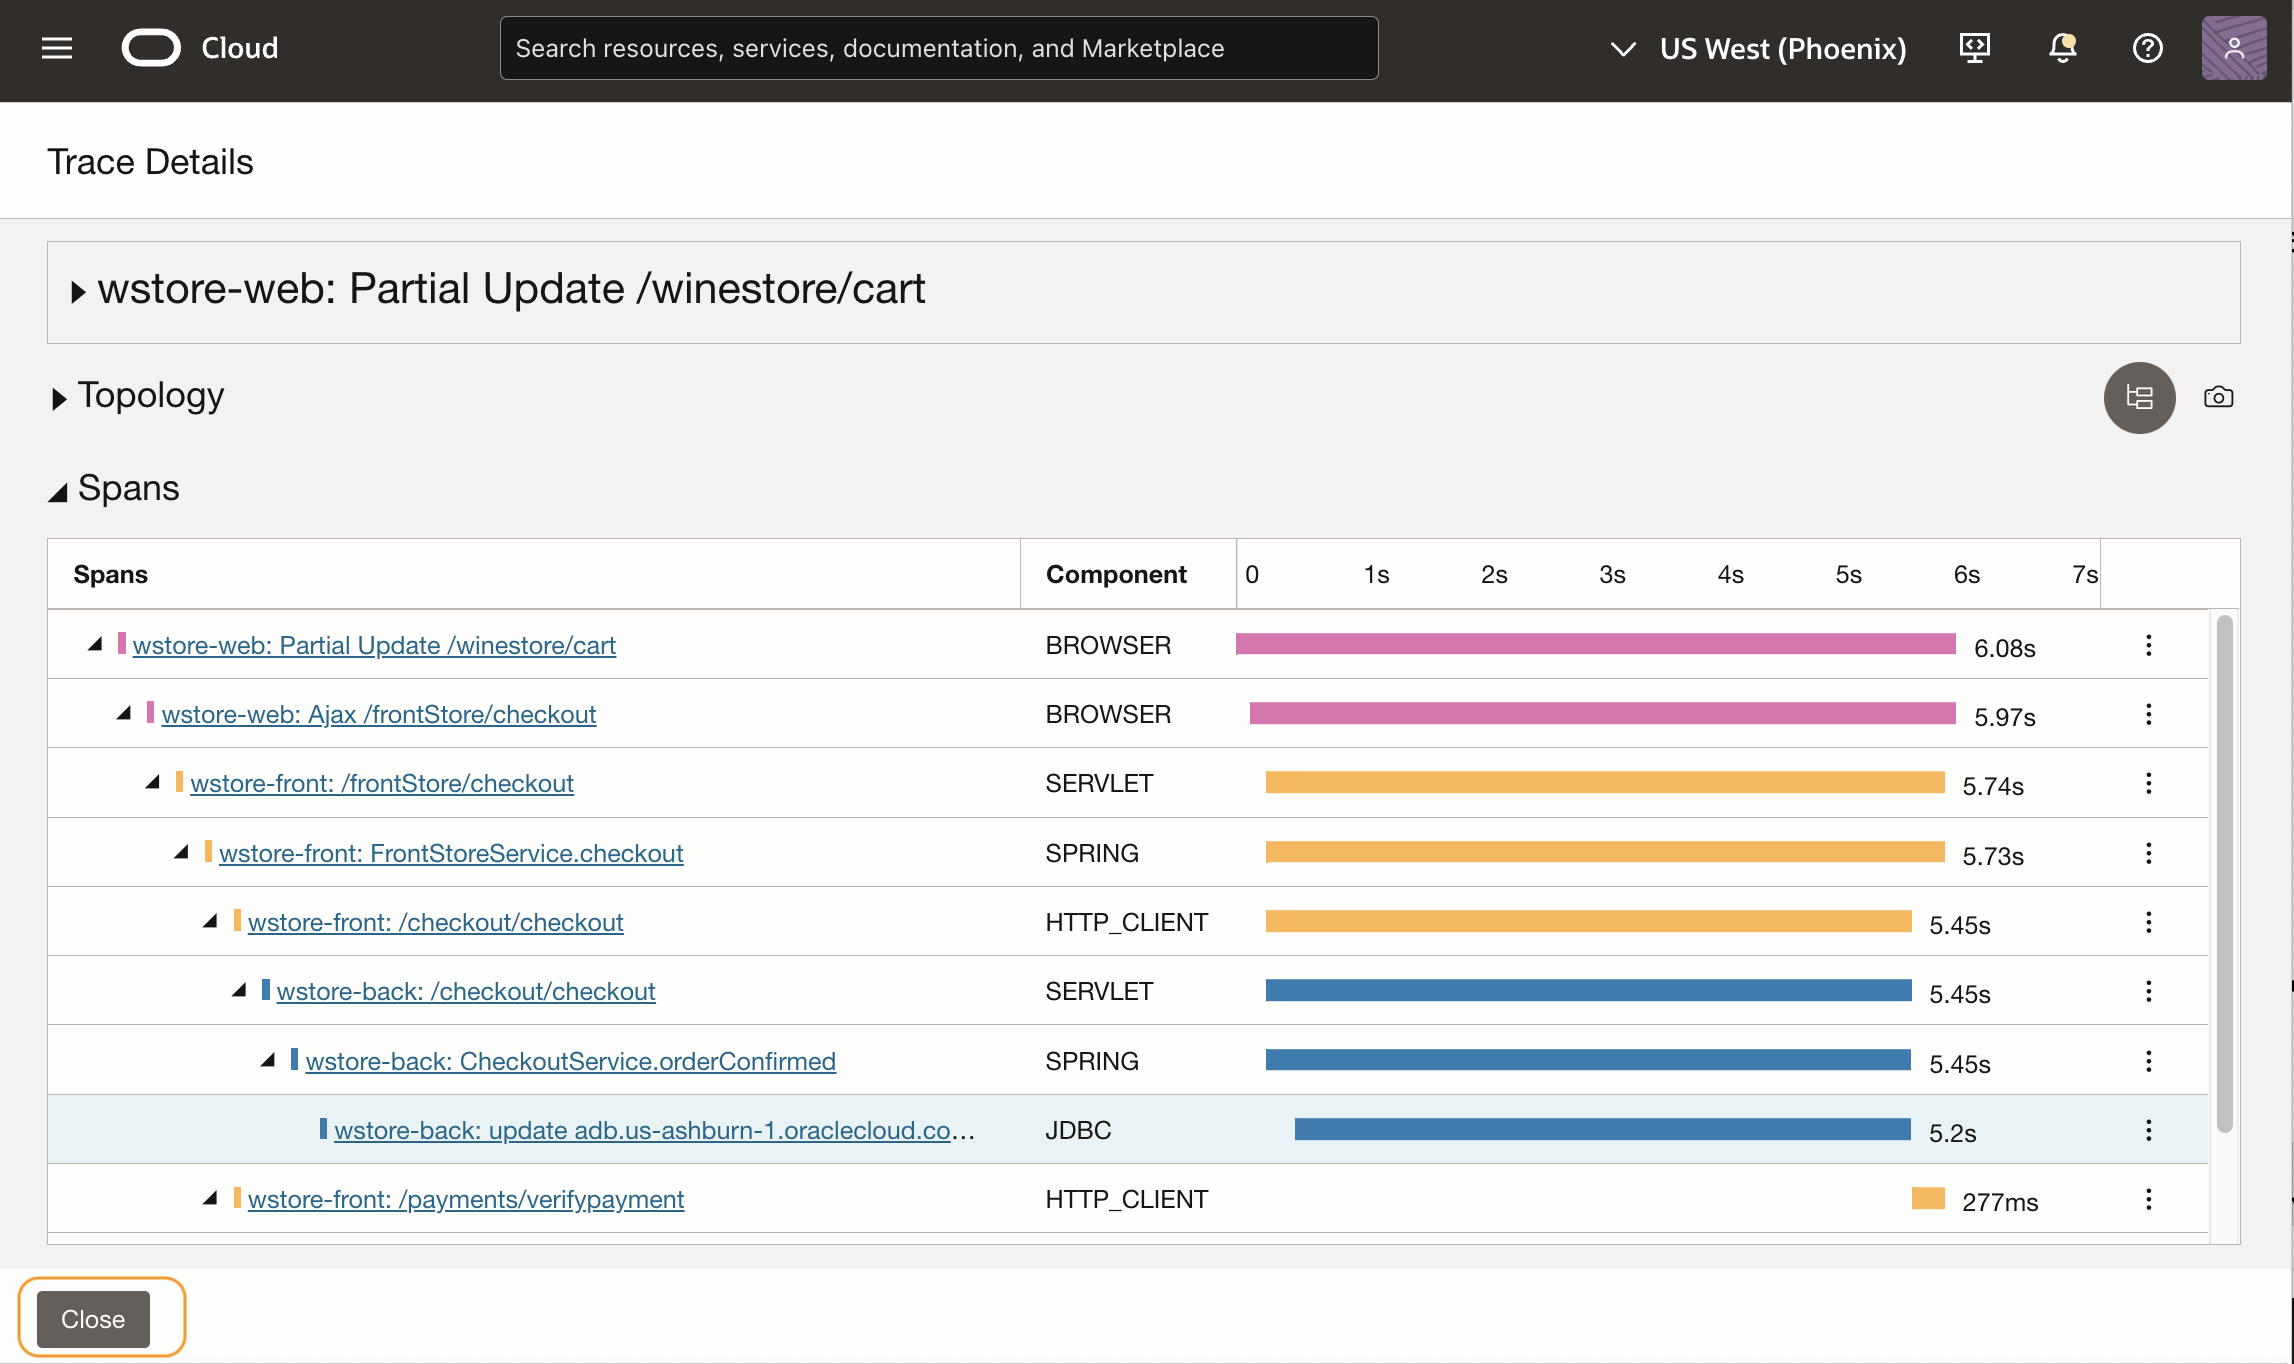 Cloud
Search resources, services, documentation, and Marketplace
US West (Phoenix)
Trace Details
wstore-web: Partial Update /winestore/cart
Topology
Spans
Spans Component 0 1s 2s 3s 4s 5s 6s 7s
wstore-web: Partial Update /winestore/cart BROWSER 6.08s
wstore-web: Ajax /frontStore/checkout BROWSER 5.97s
wstore-front: /frontStore/checkout SERVLET 5.74s
wstore-front: FrontStoreService.checkout SPRING 5.73s
wstore-front: /checkout/checkout HTTP_CLIENT 5.45s
wstore-back: /checkout/checkout SERVLET 5.45s
wstore-back: CheckoutService.orderConfirmed SPRING 5.45s
wstore-back: update adb.us-ashburn-1.oraclecloud.co... JDBC 5.2s
wstore-front: /payments/verifypayment HTTP_CLIENT 277ms
Close